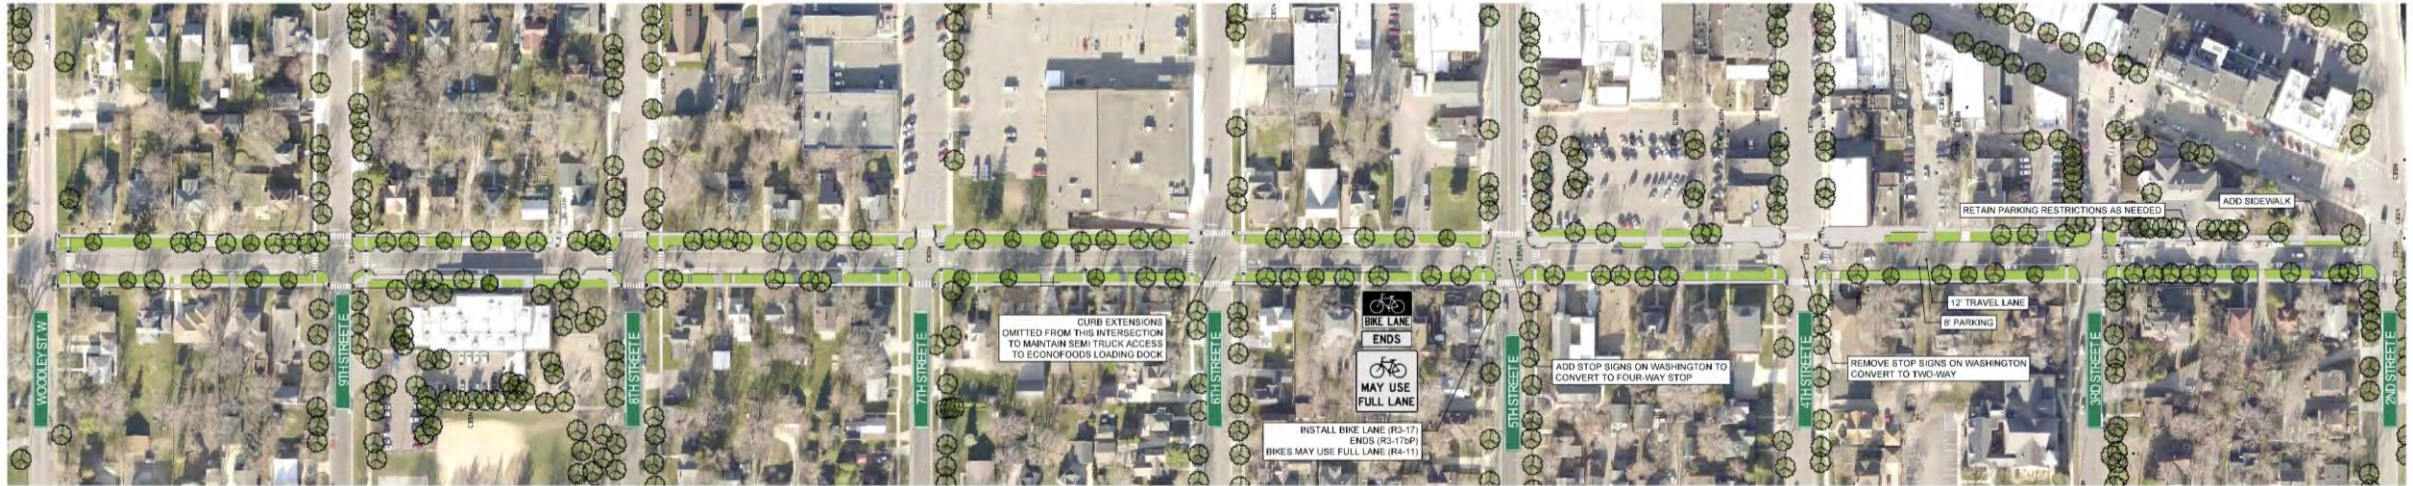 RETAIN PARKING RESTRICTIONS AS NEEDED
ADD SIDEWALK
12' TRAVEL LANE
8' PARKING
CURB EXTENSIONS
OMITTED FROM THIS INTERSECTION
TO MAINTAIN SEMI TRUCK ACCESS
TO ECONOFOODS LOADING DOCK
BIKE LANE
ENDS
MAY USE
FULL LANE
INSTALL BIKE LANE (R3-17)
ENDS (R3-17bP)
BIKES MAY USE FULL LANE (R4-11)
ADD STOP SIGNS ON WASHINGTON TO
CONVERT TO FOUR-WAY STOP
REMOVE STOP SIGNS ON WASHINGTON
CONVERT TO TWO-WAY
WOODLEY ST. W
9TH STREET E
8TH STREET E
7TH STREET E
6TH STREET E
5TH STREET E
4TH STREET E
3RD STREET E
2ND STREET E